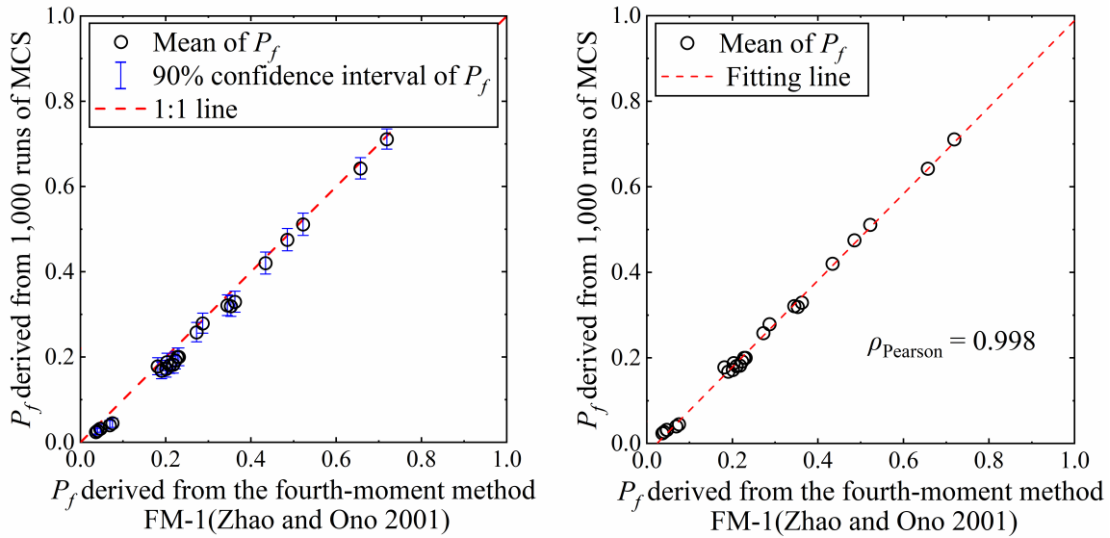 P_f derived from 1,000 runs of MCS
1.0
0.8
0.6
0.4
0.2
0.0
Mean of P_f
90% confidence interval of P_f
1:1 line
0.0 0.2 0.4 0.6 0.8 1.0
P_f derived from the fourth-moment method
FM-1(Zhao and Ono 2001)
P_f derived from 1,000 runs of MCS
1.0
0.8
0.6
0.4
0.2
0.0
Mean of P_f
Fitting line
ρ_Pearson = 0.998
0.0 0.2 0.4 0.6 0.8 1.0
P_f derived from the fourth-moment method
FM-1(Zhao and Ono 2001)